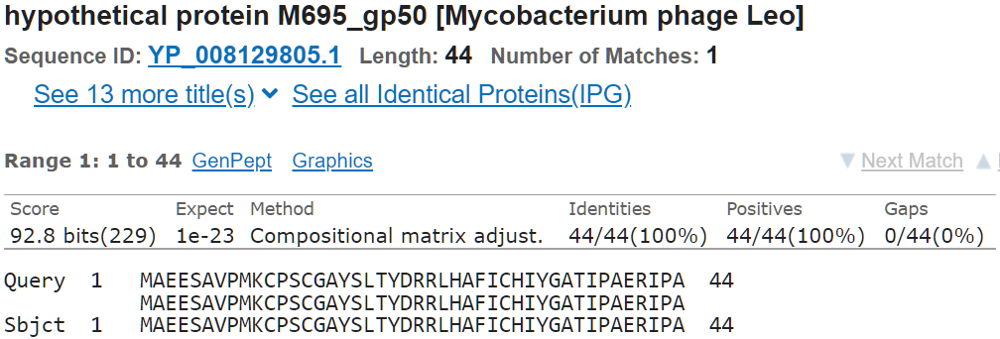 hypothetical protein M695_gp50 [Mycobacterium phage Leo]
Sequence ID: YP_008129805.1 Length: 44 Number of Matches: 1
See 13 more title(s) See all Identical Proteins(IPG)
Range 1: 1 to 44 GenPept Graphics ▼ Next Match ▲
Score Expect Method Identities Positives Gaps
92.8 bits(229) 1e-23 Compositional matrix adjust. 44/44(100%) 44/44(100%) 0/44(0%)
Query 1 MAEESAVPMKCPSCGAYSLTYDRRLHAFICHIYGATIPAERIPA 44
MAEESAVPMKCPSCGAYSLTYDRRLHAFICHIYGATIPAERIPA
Sbjct 1 MAEESAVPMKCPSCGAYSLTYDRRLHAFICHIYGATIPAERIPA 44